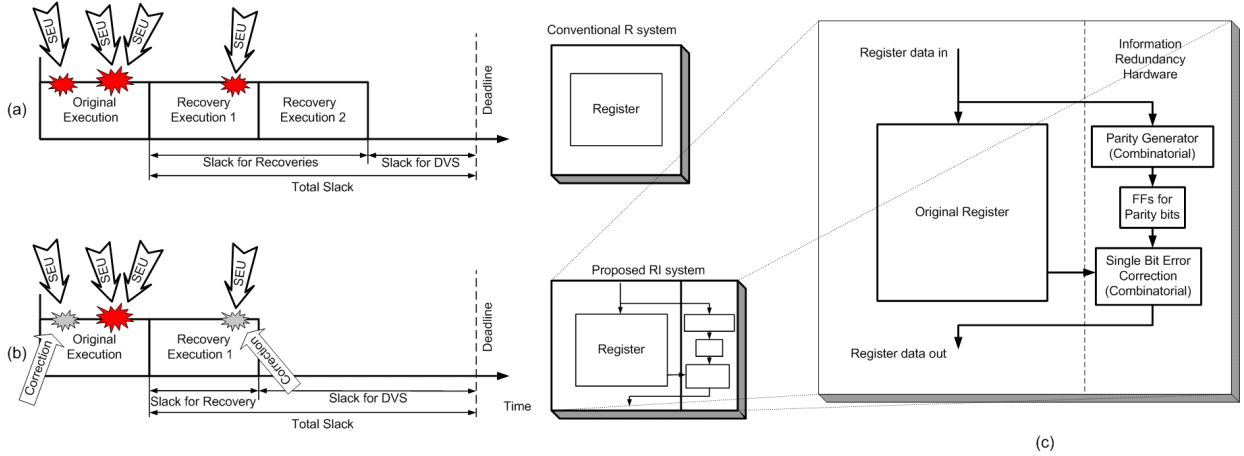 SEU
SEU
SEU
SEU
(a)
Original
Execution
Recovery
Execution 1
Recovery
Execution 2
Deadline
Slack for Recoveries
Slack for DVS
Total Slack
Conventional R system
Register
SEU
SEU
SEU
SEU
(b)
Original
Execution
Recovery
Execution 1
Correction
Correction
Deadline
Slack for Recovery
Slack for DVS
Total Slack
Time
Proposed RI system
Register
Register data in
Information
Redundancy
Hardware
Original Register
Parity Generator
(Combinatorial)
FFs for
Parity bits
Single Bit Error
Correction
(Combinatorial)
Register data out
(c)